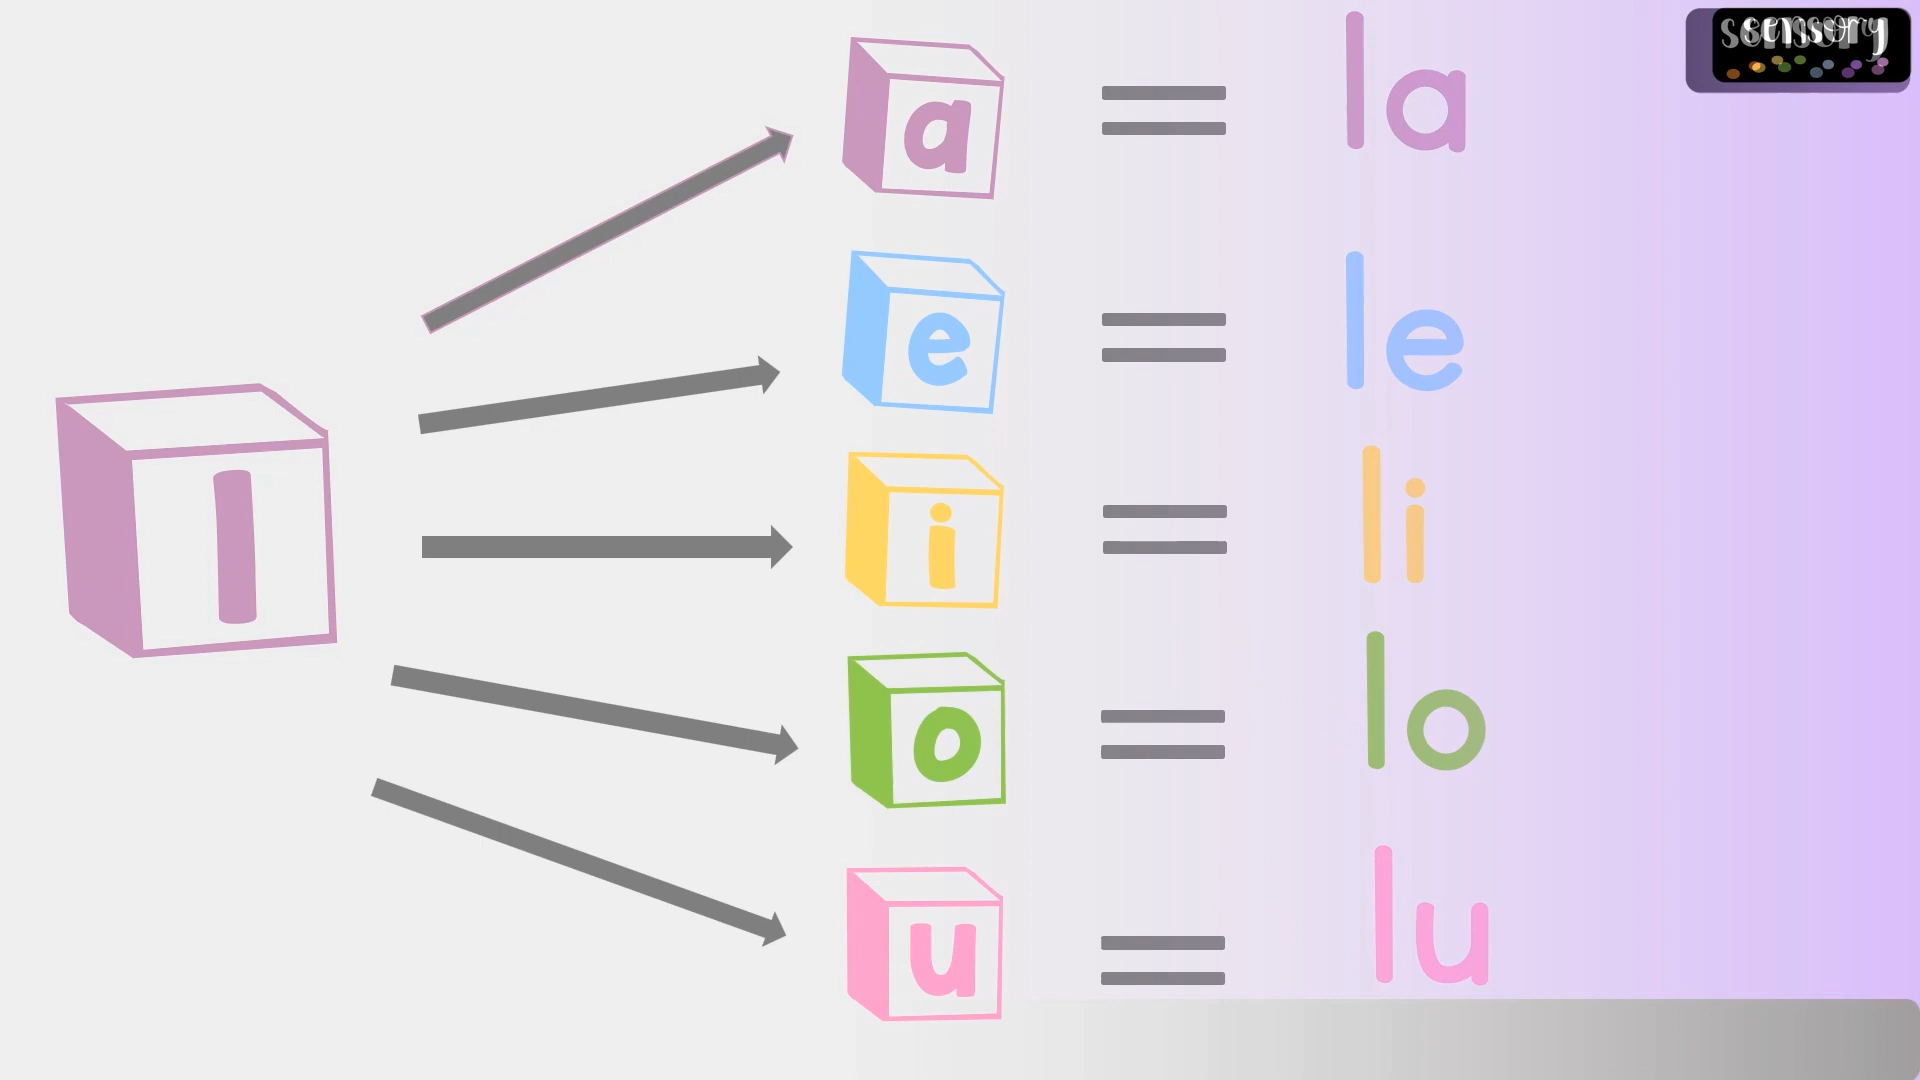 sensory
a = la
e = le
l
i = li
o = lo
u = lu